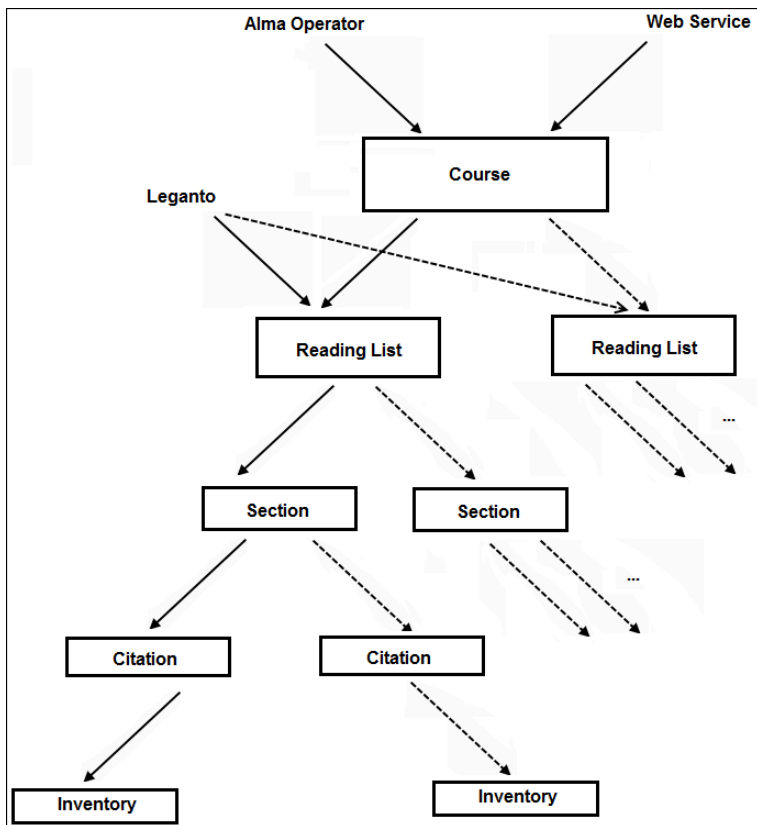 Alma Operator
Web Service
Course
Leganto
Reading List
Reading List
...
Section
Section
...
Citation
Citation
Inventory
Inventory